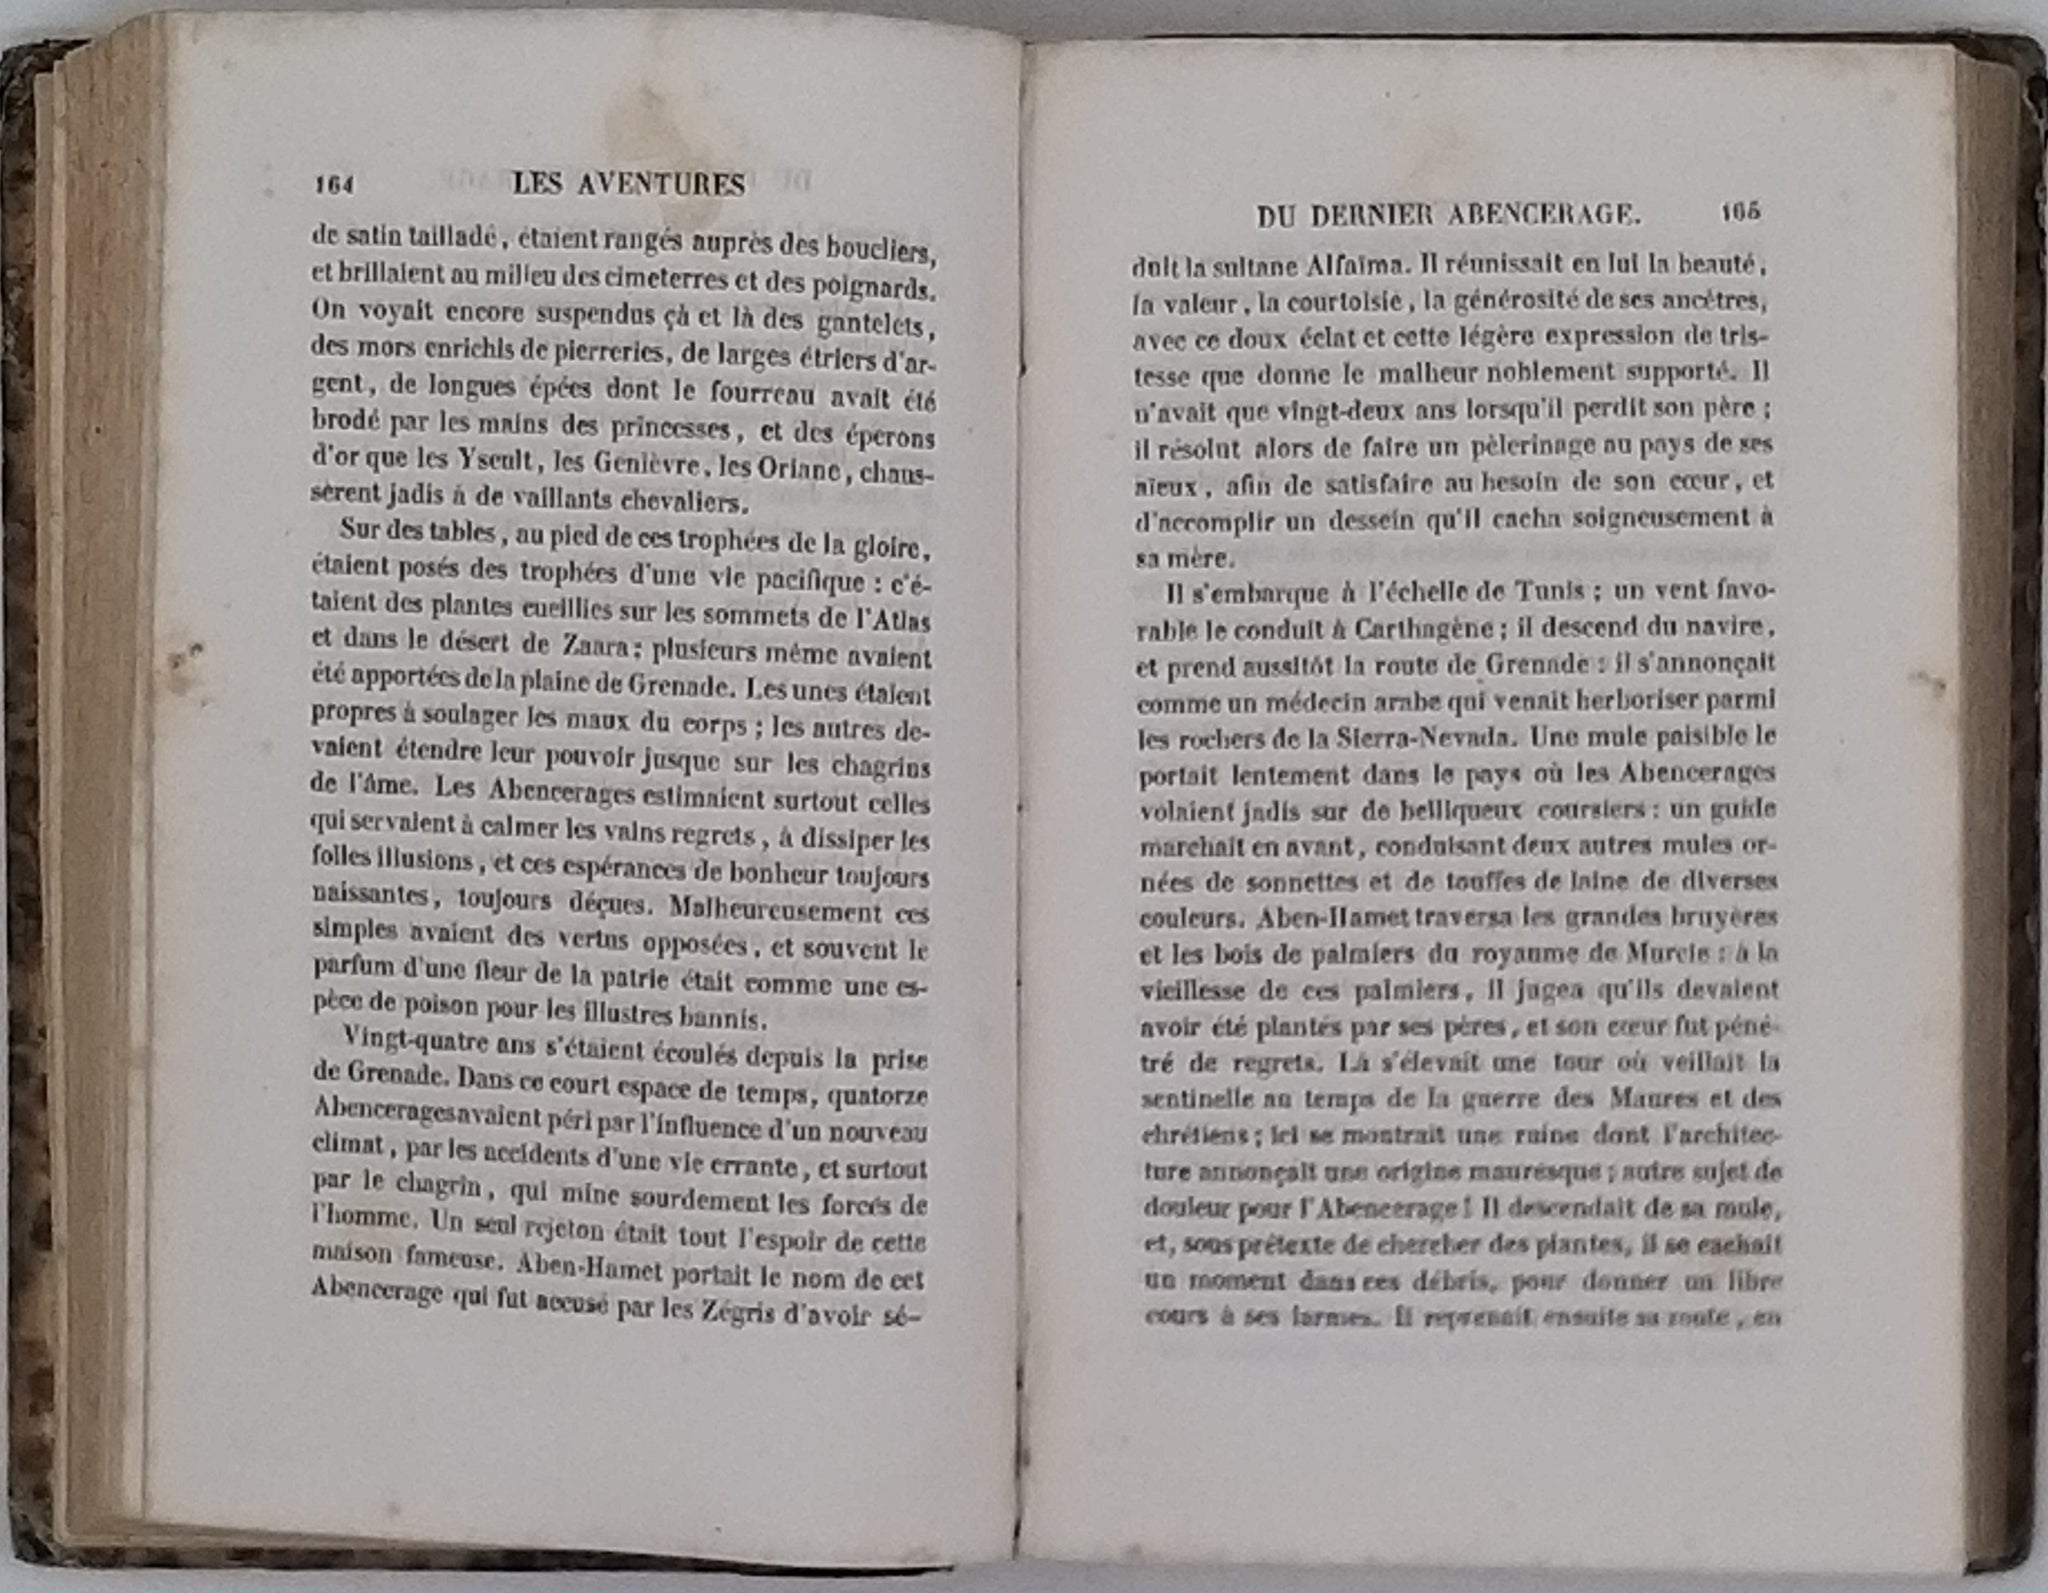 164 LES AVENTURES
de satin tailladé, étaient rangés auprès des boucliers,
et brillaient au milieu des cimeterres et des poignards.
On voyait encore suspendus çà et là des gantelets,
des mors enrichis de pierreries, de larges étriers d'ar-
gent, de longues épées dont le fourreau avait été
brodé par les mains des princesses, et des éperons
d'or que les Yseult, les Genièvre, les Oriane, chaus-
sèrent jadis à de vaillants chevaliers.
Sur des tables, au pied de ces trophées de la gloire,
étaient posés des trophées d'une vie pacifique : c'é-
taient des plantes cueillies sur les sommets de l'Atlas
et dans le désert de Zaara; plusieurs même avaient
été apportées de la plaine de Grenade. Les unes étaient
propres à soulager les maux du corps; les autres de-
vaient étendre leur pouvoir jusque sur les chagrins
de l'âme. Les Abencerages estimaient surtout celles
qui servaient à calmer les vains regrets, à dissiper les
folles illusions, et ces espérances de bonheur toujours
naissantes, toujours déçues. Malheureusement ces
simples avaient des vertus opposées, et souvent le
parfum d'une fleur de la patrie était comme une es-
pèce de poison pour les illustres bannis.
Vingt-quatre ans s'étaient écoulés depuis la prise
de Grenade. Dans ce court espace de temps, quatorze
Abencerages avaient péri par l'influence d'un nouveau
climat, par les accidents d'une vie errante, et surtout
par le chagrin, qui mine sourdement les forces de
l'homme. Un seul rejeton était tout l'espoir de cette
maison fameuse. Aben-Hamet portait le nom de cet
Abencerage qui fut accusé par les Zégris d'avoir sé-
DU DERNIER ABENCERAGE. 165
duit la sultane Alfaïma. Il réunissait en lui la beauté,
la valeur, la courtoisie, la générosité de ses ancêtres,
avec ce doux éclat et cette légère expression de tris-
tesse que donne le malheur noblement supporté. Il
n'avait que vingt-deux ans lorsqu'il perdit son père;
il résolut alors de faire un pèlerinage au pays de ses
aïeux, afin de satisfaire au besoin de son cœur, et
d'accomplir un dessein qu'il cacha soigneusement à
sa mère.
Il s'embarque à l'échelle de Tunis; un vent favo-
rable le conduit à Carthagène; il descend du navire,
et prend aussitôt la route de Grenade : il s'annonçait
comme un médecin arabe qui venait herboriser parmi
les rochers de la Sierra-Nevada. Une mule paisible le
portait lentement dans le pays où les Abencerages
volaient jadis sur de belliqueux coursiers : un guide
marchait en avant, conduisant deux autres mules or-
nées de sonnettes et de touffes de laine de diverses
couleurs. Aben-Hamet traversa les grandes bruyères
et les bois de palmiers du royaume de Murcie : à la
vieillesse de ces palmiers, il jugea qu'ils devaient
avoir été plantés par ses pères, et son cœur fut péné-
tré de regrets. Là s'élevait une tour où veillait la
sentinelle au temps de la guerre des Maures et des
chrétiens; ici se montrait une ruine dont l'architec-
ture annonçait une origine mauresque; autre sujet de
douleur pour l'Abencerage! Il descendait de sa mule,
et, sous prétexte de chercher des plantes, il se cachait
un moment dans ces débris, pour donner un libre
cours à ses larmes. Il reprenait ensuite sa route, en